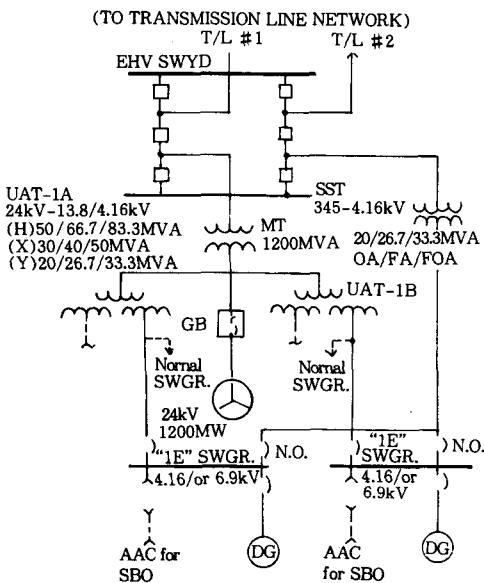 (TO TRANSMISSION LINE NETWORK)
T/L #1
T/L #2
EHV SWYD
UAT-1A
24kV-13.8/4.16kV
(H)50/66.7/83.3MVA
(X)30/40/50MVA
(Y)20/26.7/33.3MVA
MT
1200MVA
SST
345-4.16kV
20/26.7/33.3MVA
OA/FA/FOA
UAT-1B
GB
Nornal
SWGR.
Nornal
SWGR.
24kV
1200MW
"1E" SWGR.
N.O.
4.16/or 6.9kV
"1E"
SWGR.
N.O.
4.16/or
6.9kV
AAC for
SBO
DG
AAC
for SBO
DG